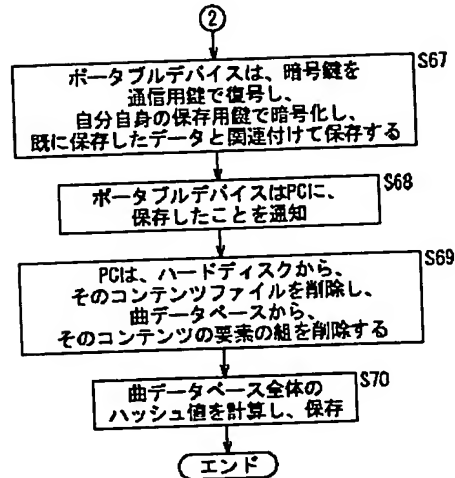 2
S67
ポータブルデバイスは、暗号鍵を
通信用鍵で復号し、
自分自身の保存用鍵で暗号化し、
既に保存したデータと関連付けて保存する
S68
ポータブルデバイスはPCに、
保存したことを通知
S69
PCは、ハードディスクから、
そのコンテンツファイルを削除し、
曲データベースから、
そのコンテンツの要素の組を削除する
S70
曲データベース全体の
ハッシュ値を計算し、保存
エンド